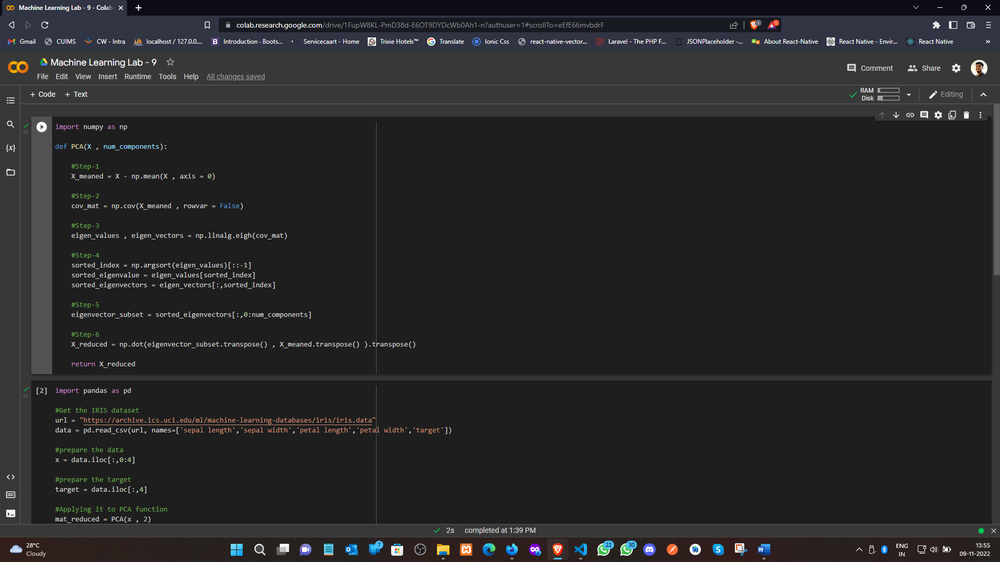 Machine Learning Lab - 9 - Colab
colab.research.google.com/drive/1FupW8KL-PmD38d-E6OT9DYDcWb0Ah1-n?authuser=1#scrollTo=eEfE66mvbdrF
1
1
Gmail
CUIMS
CW - Intra
localhost / 127.0.0....
Introduction · Boots...
Servicecaart - Home
Trixie Hotels™
Translate
Ionic Css
react-native-vector...
Laravel - The PHP F...
JSONPlaceholder -...
About React-Native
React Native - Envir...
React Native
»
Machine Learning Lab - 9
Comment
Share
File Edit View Insert Runtime Tools Help All changes saved
+ Code + Text
RAM
Disk
Editing
0s
import numpy as np
def PCA(X , num_components):
#Step-1
X_meaned = X - np.mean(X , axis = 0)
#Step-2
cov_mat = np.cov(X_meaned , rowvar = False)
#Step-3
eigen_values , eigen_vectors = np.linalg.eigh(cov_mat)
#Step-4
sorted_index = np.argsort(eigen_values)[::-1]
sorted_eigenvalue = eigen_values[sorted_index]
sorted_eigenvectors = eigen_vectors[:,sorted_index]
#Step-5
eigenvector_subset = sorted_eigenvectors[:,0:num_components]
#Step-6
X_reduced = np.dot(eigenvector_subset.transpose() , X_meaned.transpose() ).transpose()
return X_reduced
0s
[2] import pandas as pd
#Get the IRIS dataset
url = "https://archive.ics.uci.edu/ml/machine-learning-databases/iris/iris.data"
data = pd.read_csv(url, names=['sepal length','sepal width','petal length','petal width','target'])
#prepare the data
x = data.iloc[:,0:4]
#prepare the target
target = data.iloc[:,4]
#Applying it to PCA function
mat_reduced = PCA(x , 2)
2s completed at 1:39 PM
28°C
Cloudy
7
22
30
ENG
IN
13:55
09-11-2022